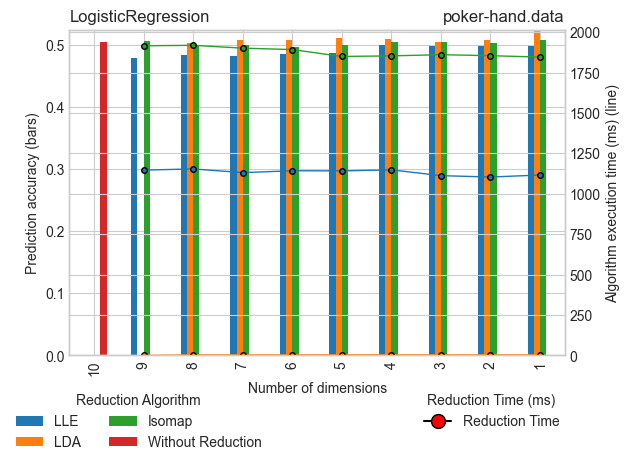 LogisticRegression poker-hand.data
0.5
0.4
0.3
0.2
0.1
0.0
Prediction accuracy (bars)
2000
1750
1500
1250
1000
750
500
250
0
Algorithm execution time (ms) (line)
10 9 8 7 6 5 4 3 2 1
Number of dimensions
Reduction Algorithm
LLE
LDA
Isomap
Without Reduction
Reduction Time (ms)
Reduction Time